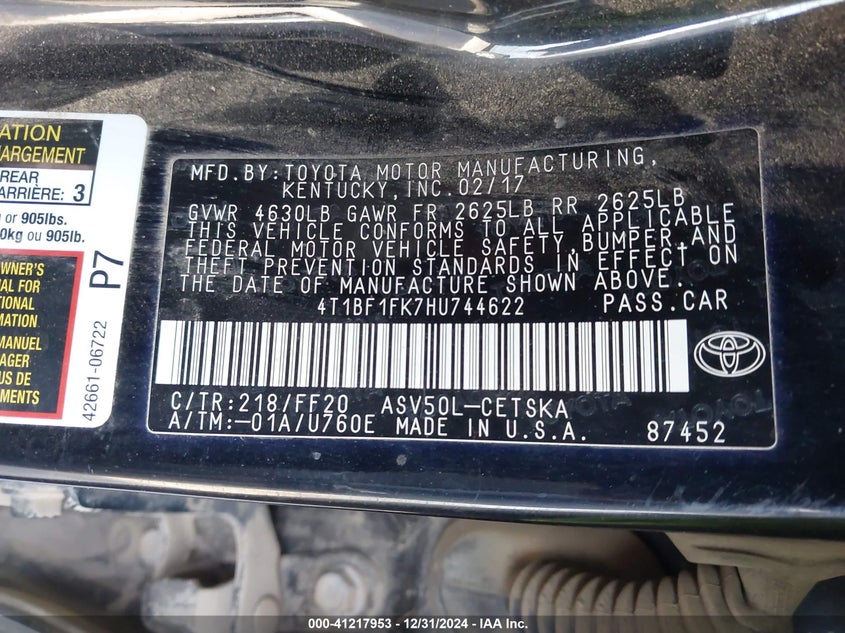 ATION
ARGEMENT
REAR
ARRIÈRE: 3
or 905lbs.
0kg ou 905lb.
WNER'S
AL FOR
TIONAL
MATION
MANUEL
AGER
US DE
EMENTS
P7
42661-06722
MFD.BY:TOYOTA MOTOR MANUFACTURING,
KENTUCKY,INC.02/17
GVWR 4630LB GAWR FR 2625LB RR 2625LB
THIS VEHICLE CONFORMS TO ALL APPLICABLE
FEDERAL MOTOR VEHICLE SAFETY,BUMPER,AND
THEFT PREVENTION STANDARDS IN EFFECT ON
THE DATE OF MANUFACTURE SHOWN ABOVE.
4T1BF1FK7HU744622 PASS.CAR
C/TR:218/FF20 ASV50L-CETSKA
A/TM:-01A/U760E MADE IN U.S.A. 87452
TOYOTA
000-41217953 - 12/31/2024 - IAA Inc.